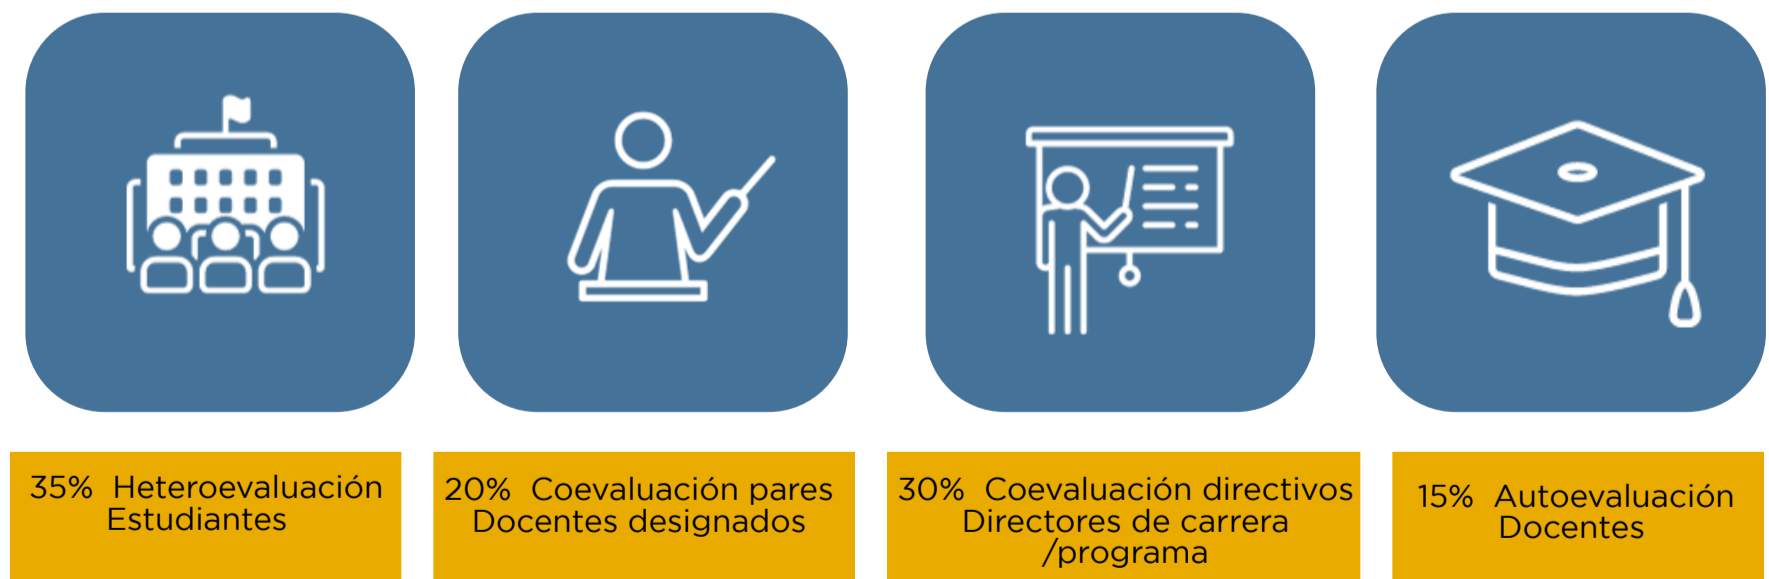 35% Heteroevaluación
Estudiantes
20% Coevaluación pares
Docentes designados
30% Coevaluación directivos
Directores de carrera
/programa
15% Autoevaluación
Docentes